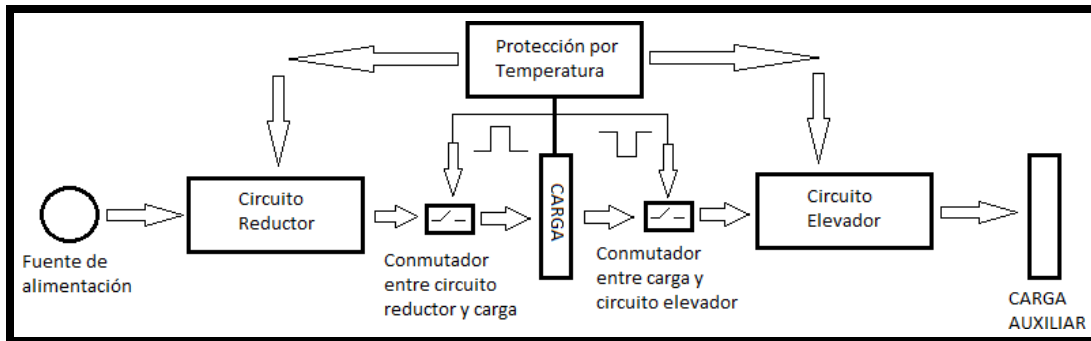 Protección por
Temperatura
Circuito
Reductor
CARGA
Circuito
Elevador
Fuente de
alimentación
Conmutador
entre circuito
reductor y carga
Conmutador
entre carga y
circuito elevador
CARGA
AUXILIAR